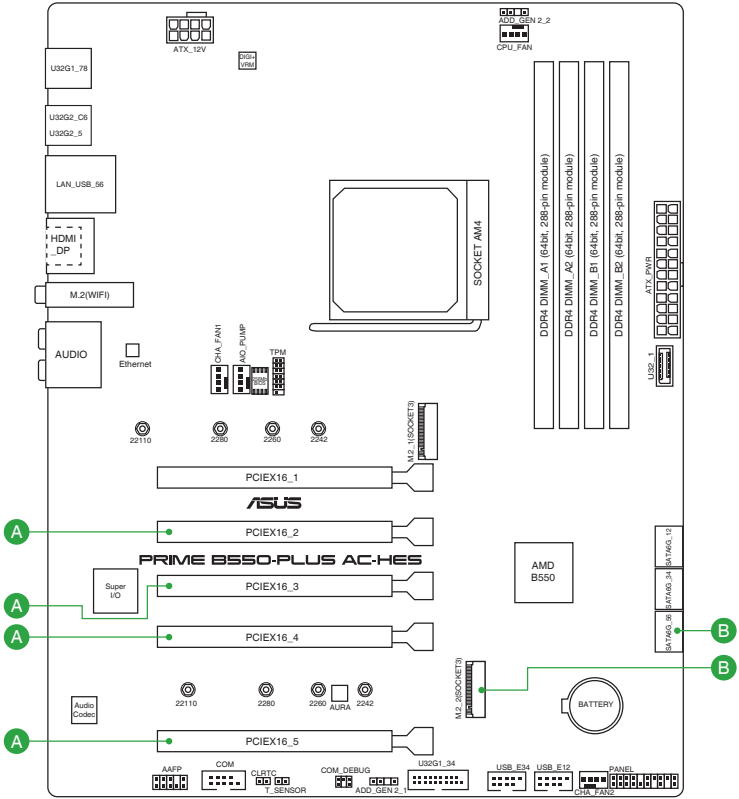 ADD_GEN 2_2
CPU_FAN
ATX_12V
DIGI+
VRM
U32G1_78
U32G2_C6
U32G2_5
LAN_USB_56
HDMI
_DP
M.2(WIFI)
AUDIO
Ethernet
SOCKET AM4
DDR4 DIMM_A1 (64bit, 288-pin module)
DDR4 DIMM_A2 (64bit, 288-pin module)
DDR4 DIMM_B1 (64bit, 288-pin module)
DDR4 DIMM_B2 (64bit, 288-pin module)
ATX_PWR
U32_1
CHA_FAN1
AIO_PUMP
BIOS
TPM
22110
2280
2260
2242
M.2_1(SOCKET3)
PCIEX16_1
ASUS
A
PCIEX16_2
PRIME B550-PLUS AC-HES
Super
I/O
A
PCIEX16_3
A
PCIEX16_4
AMD
B550
SATA6G_12
SATA6G_34
SATA6G_56
B
B
M.2_2(SOCKET3)
22110
2280
2260
AURA
2242
BATTERY
Audio
Codec
A
PCIEX16_5
AAFP
COM
CLRTC
T_SENSOR
COM_DEBUG
ADD_GEN 2_1
U32G1_34
USB_E34
USB_E12
CHA_FAN2
PANEL